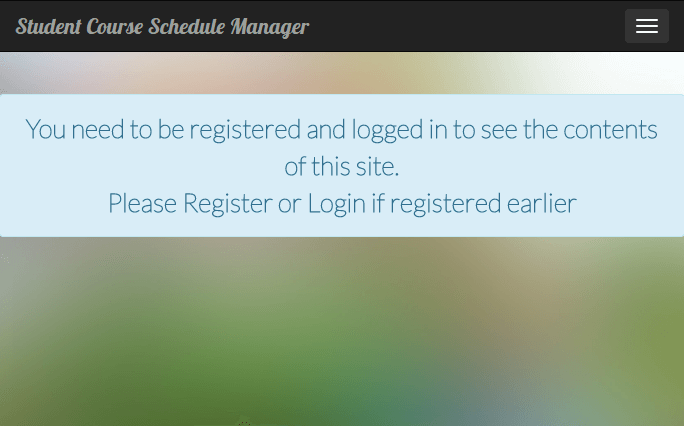 Student Course Schedule Manager
You need to be registered and logged in to see the contents
of this site.
Please Register or Login if registered earlier